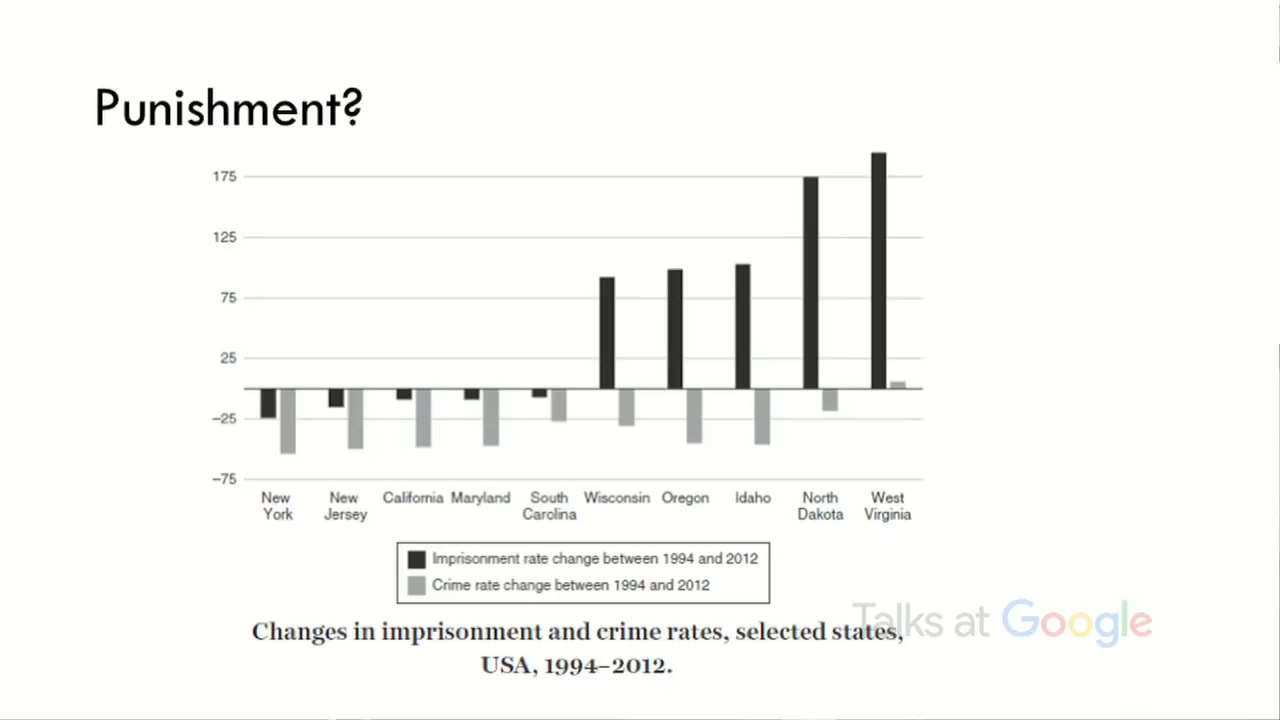 Punishment?
175
125
75
25
–25
–75
New York
New Jersey
California
Maryland
South Carolina
Wisconsin
Oregon
Idaho
North Dakota
West Virginia
Imprisonment rate change between 1994 and 2012
Crime rate change between 1994 and 2012
Talks at Google
Changes in imprisonment and crime rates, selected states,
USA, 1994–2012.